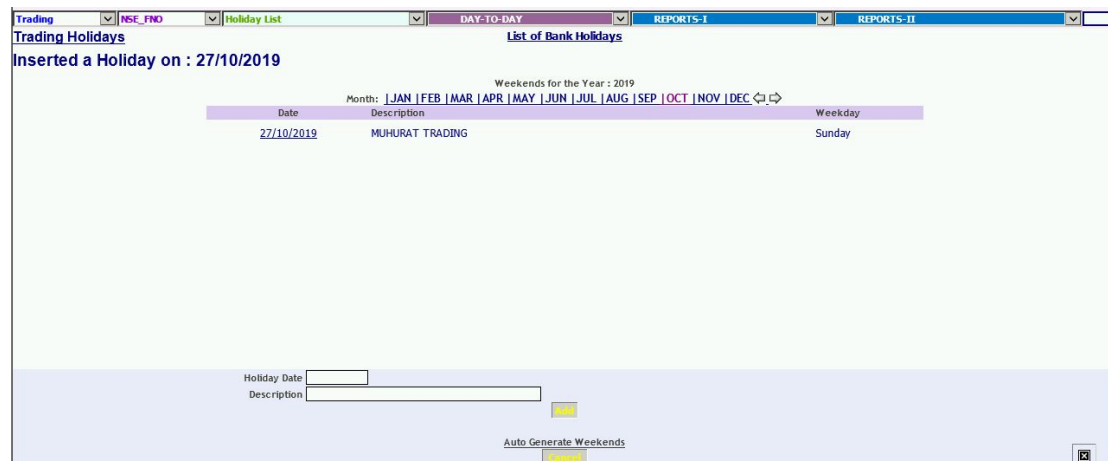 Trading NSE_FNO Holiday List DAY-TO-DAY REPORTS-I REPORTS-II
Trading Holidays List of Bank Holidays
Inserted a Holiday on : 27/10/2019
Weekends for the Year : 2019
Month: |JAN |FEB |MAR |APR |MAY |JUN |JUL |AUG |SEP |OCT |NOV |DEC
Date Description Weekday
27/10/2019 MUHURAT TRADING Sunday
Holiday Date
Description
Add
Auto Generate Weekends
Cancel